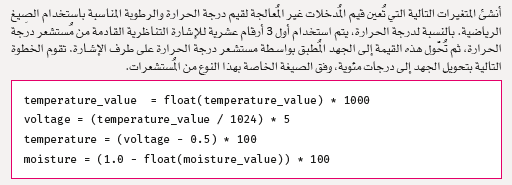 أنشئ المتغيرات التالية التي تُعين قيم المُدخلات غير المُعالجة لقيم درجة الحرارة والرطوبة المناسبة باستخدام الصيغ
الرياضية. بالنسبة لدرجة الحرارة، يتم استخدام أول 3 أرقام عشرية للإشارة التناظرية القادمة من مُستشعر درجة
الحرارة، ثم تُحّول هذه القيمة إلى الجهد المُطبق بواسطة مستشعر درجة الحرارة على طرف الإشارة. تقوم الخطوة
التالية بتحويل الجهد إلى درجات مئوية، وفق الصيغة الخاصة بهذا النوع من المُستشعرات.
temperature_value = float(temperature_value) * 1000
voltage = (temperature_value / 1024) * 5
temperature = (voltage - 0.5) * 100
moisture = (1.0 - float(moisture_value)) * 100